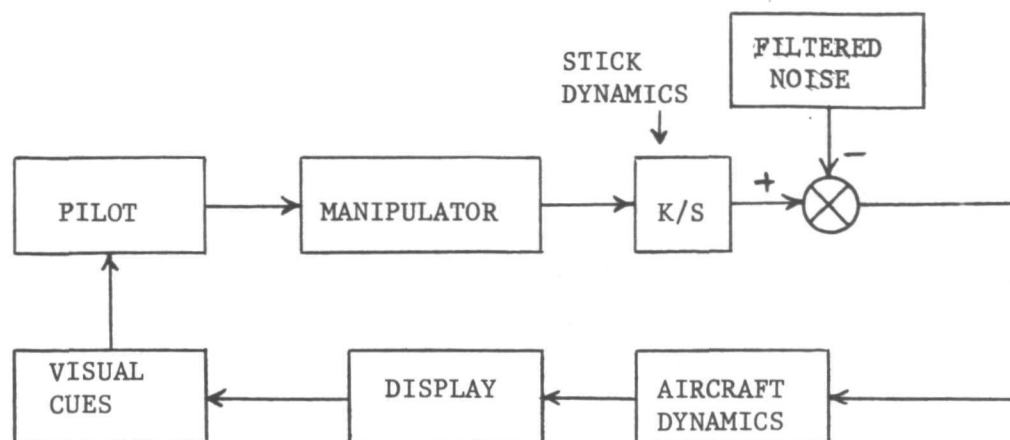 FILTERED
NOISE
STICK
DYNAMICS
−
PILOT
MANIPULATOR
K/S
+
VISUAL
CUES
DISPLAY
AIRCRAFT
DYNAMICS